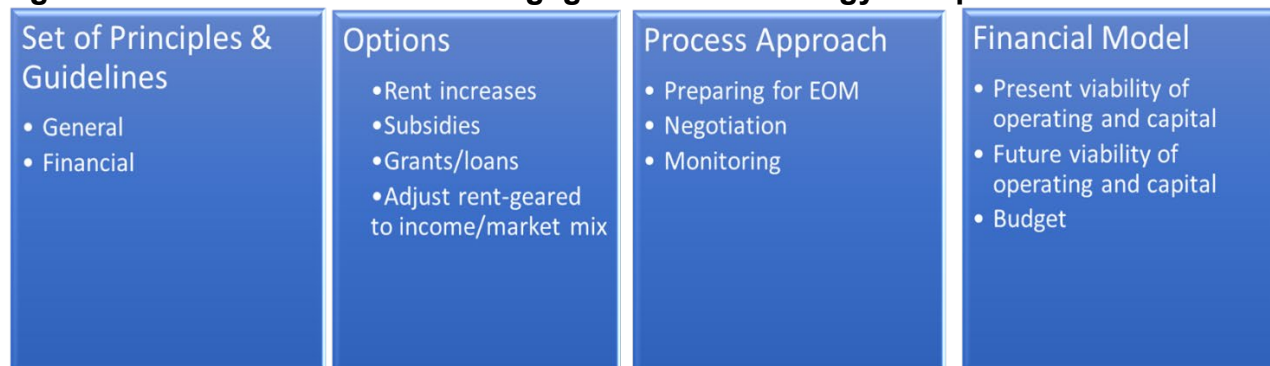 Set of Principles &
Guidelines
• General
• Financial
Options
•Rent increases
•Subsidies
•Grants/loans
•Adjust rent-geared
to income/market mix
Process Approach
• Preparing for EOM
• Negotiation
• Monitoring
Financial Model
• Present viability of
operating and capital
• Future viability of
operating and capital
• Budget